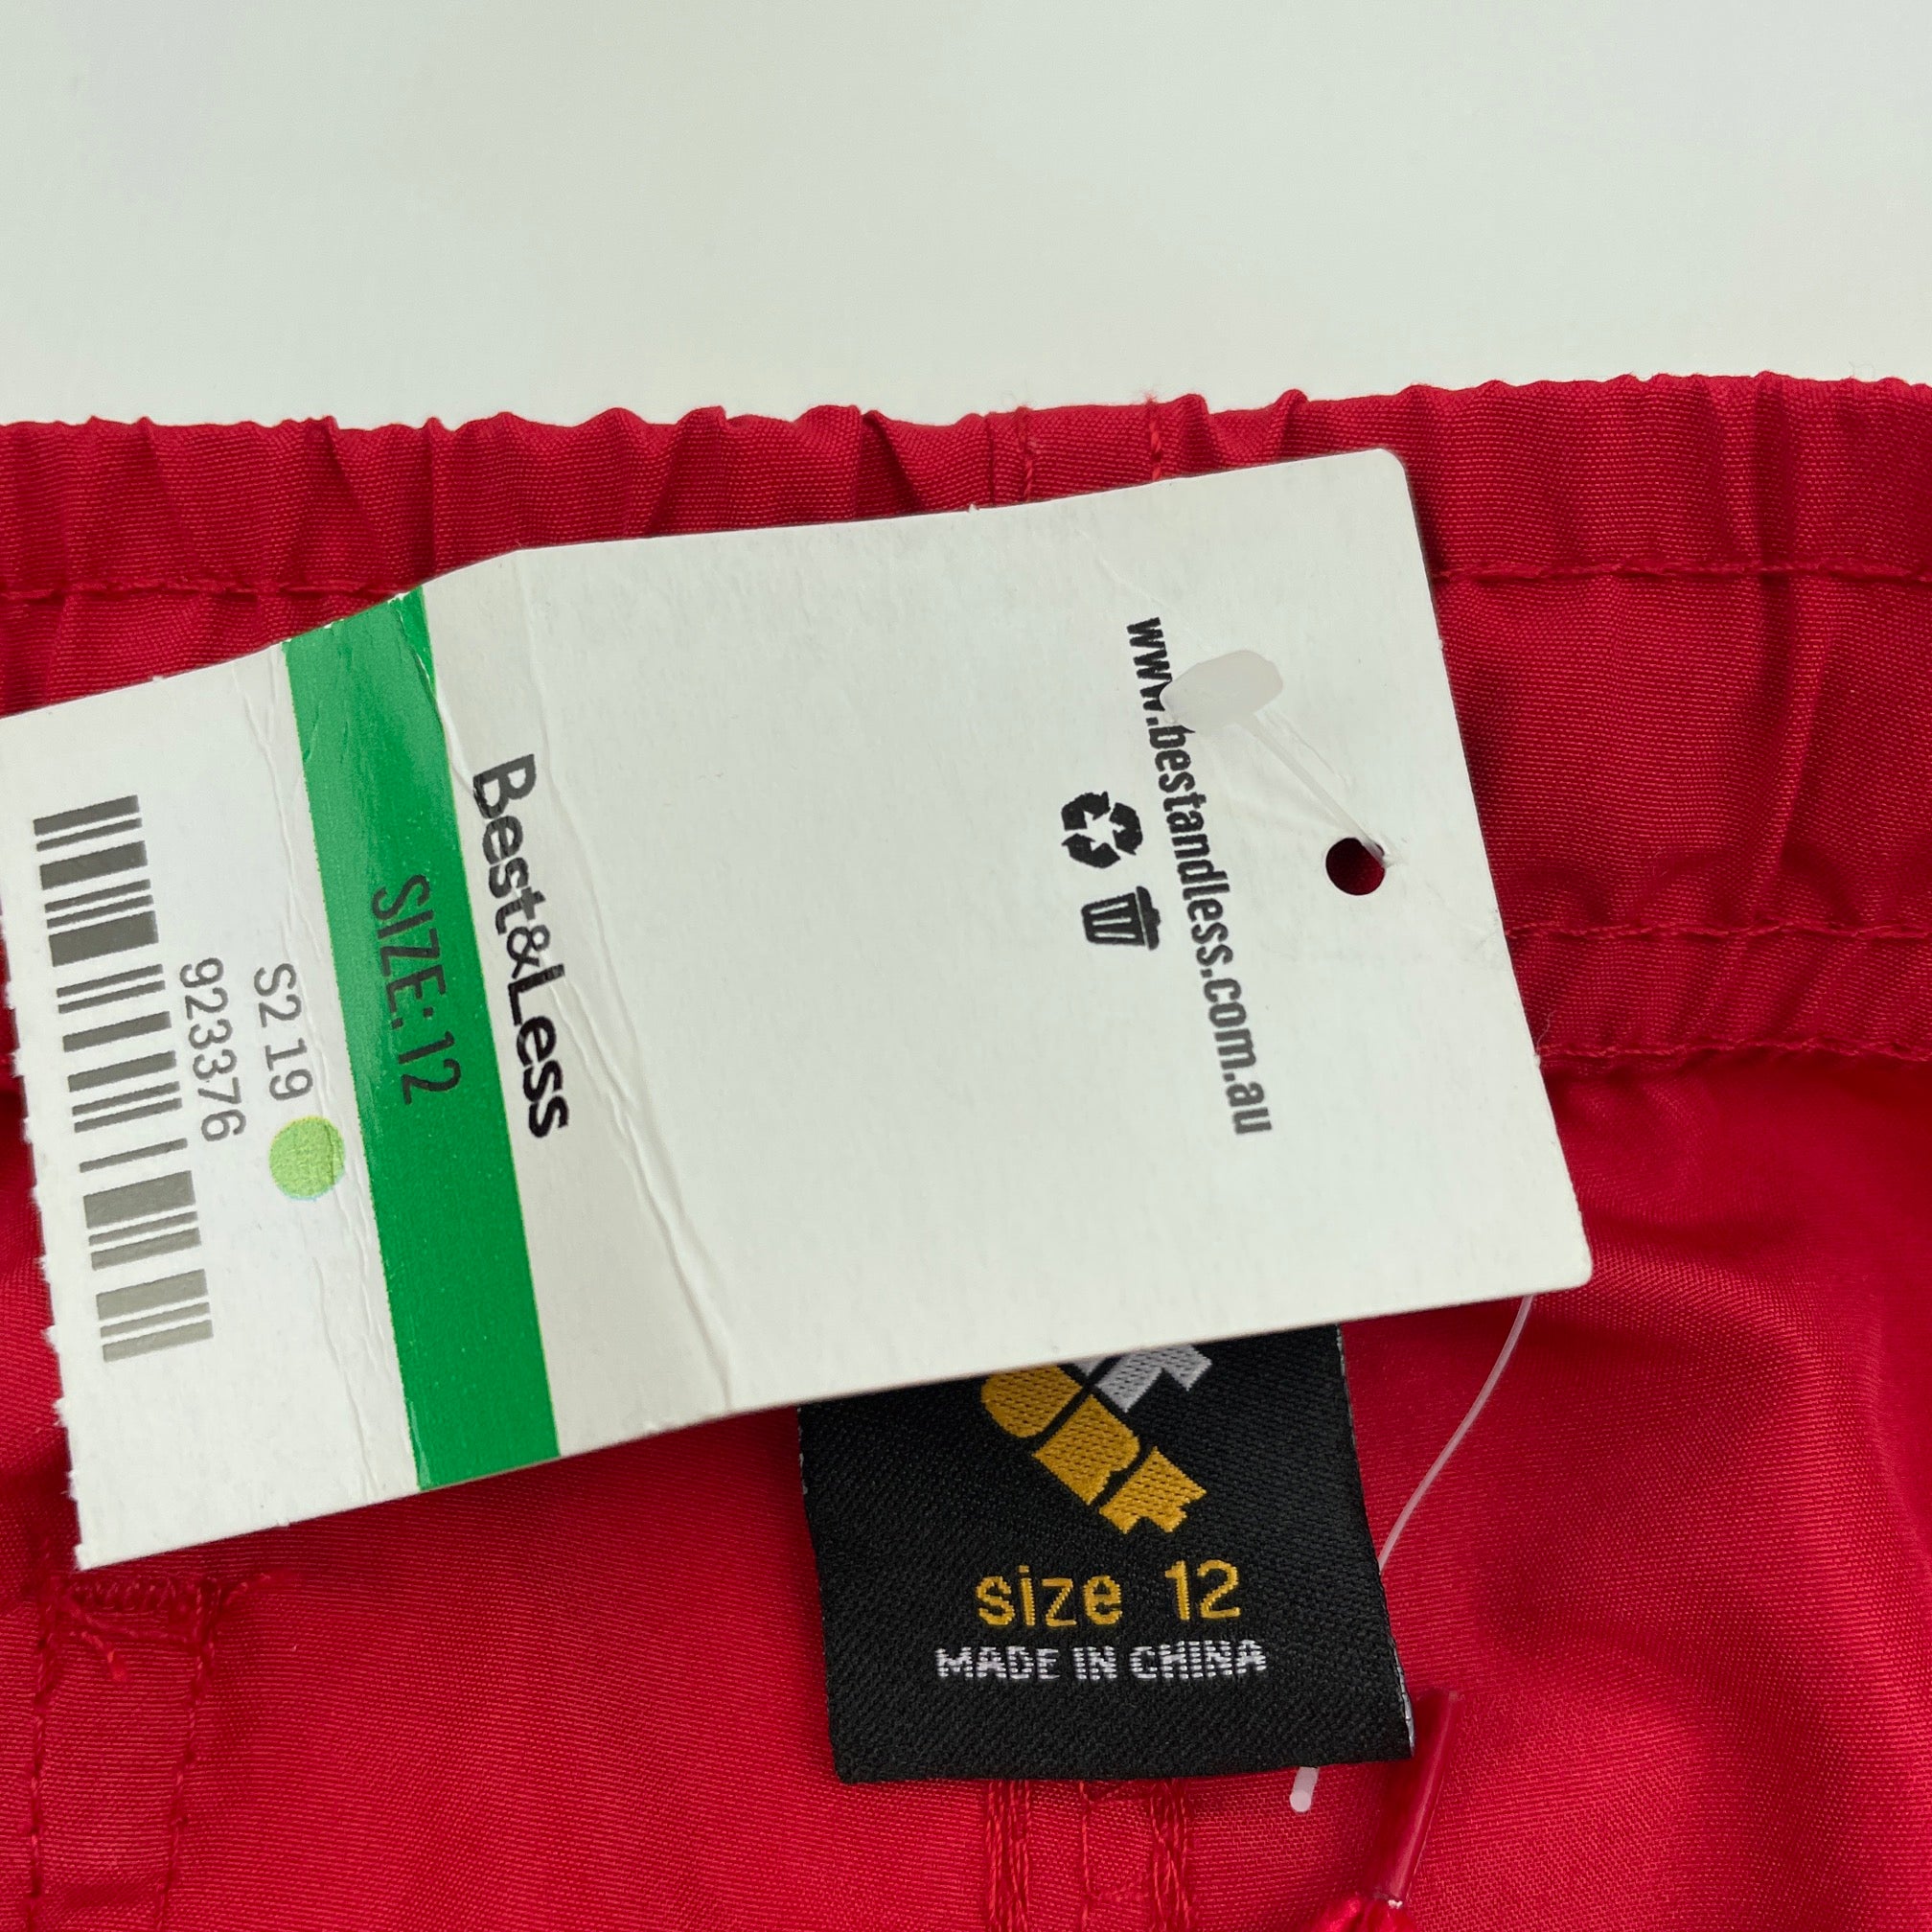 www.bestandless.com.au
Best&Less
SIZE: 12
S2 19
923376
size 12
MADE IN CHINA